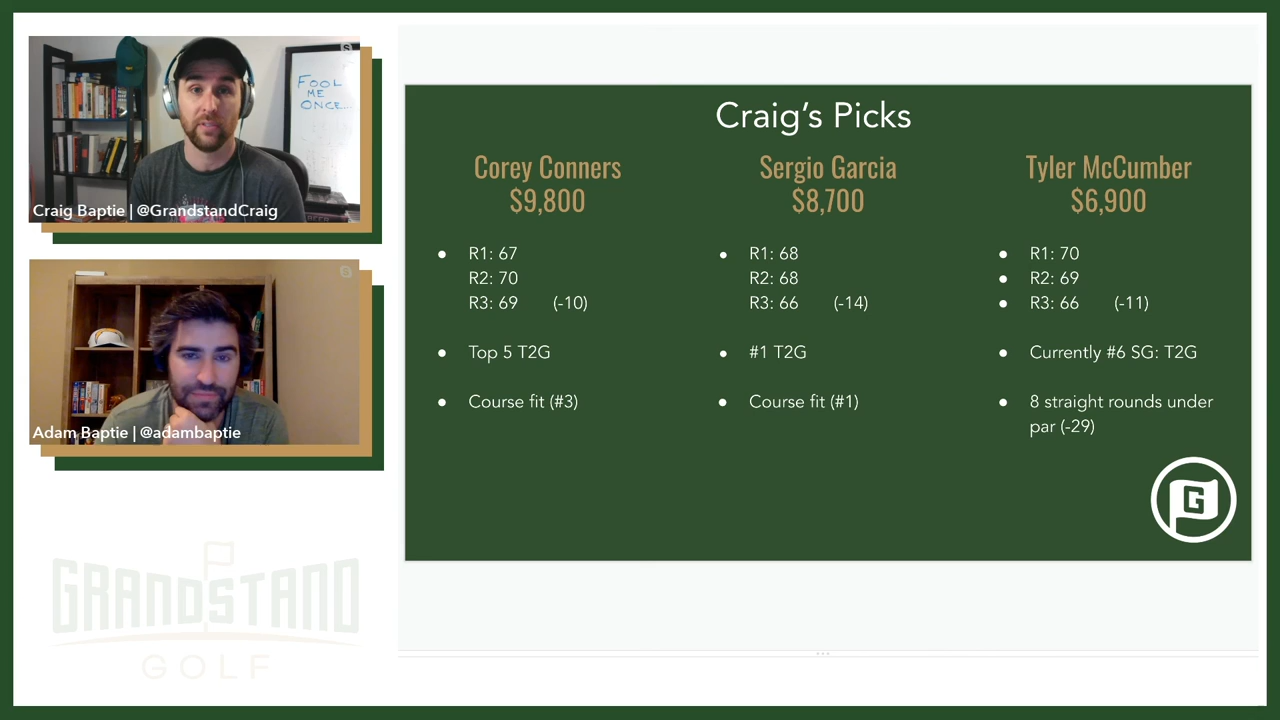 FOOL
ME
ONCE...
Craig Baptie | @GrandstandCraig
Adam Baptie | @adambaptie
GRANDSTAND
GOLF
Craig's Picks
Corey Conners
$9,800
R1: 67
R2: 70
R3: 69 (-10)
Top 5 T2G
Course fit (#3)
Sergio Garcia
$8,700
R1: 68
R2: 68
R3: 66 (-14)
#1 T2G
Course fit (#1)
Tyler McCumber
$6,900
R1: 70
R2: 69
R3: 66 (-11)
Currently #6 SG: T2G
8 straight rounds under
par (-29)
G